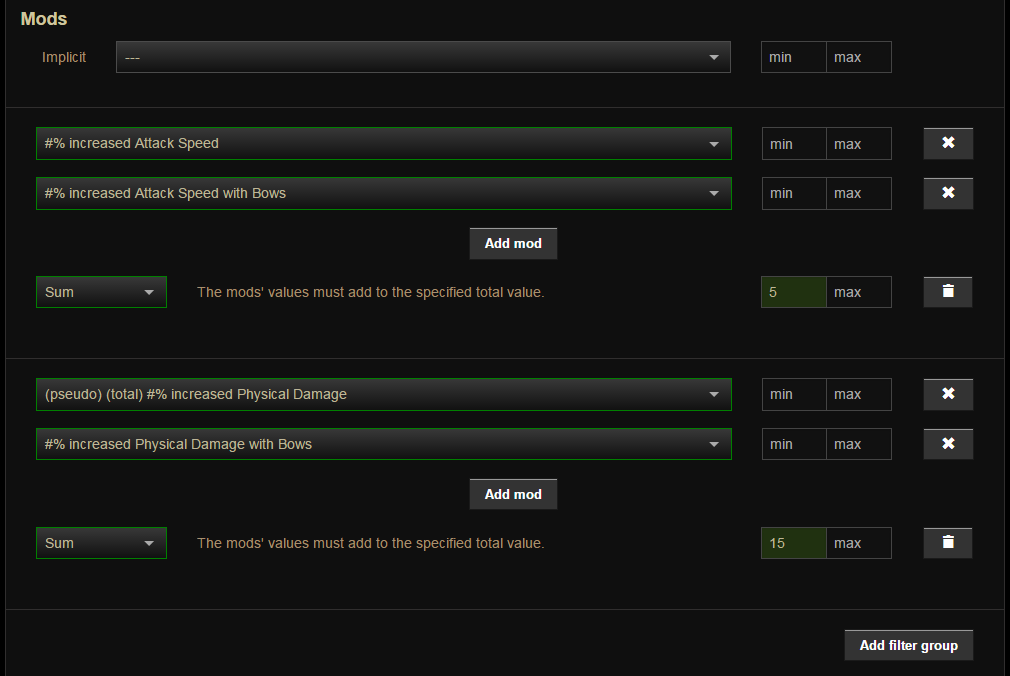 Mods
Implicit --- min max
#% increased Attack Speed min max
#% increased Attack Speed with Bows min max
Add mod
Sum The mods' values must add to the specified total value. 5 max
(pseudo) (total) #% increased Physical Damage min max
#% increased Physical Damage with Bows min max
Add mod
Sum The mods' values must add to the specified total value. 15 max
Add filter group